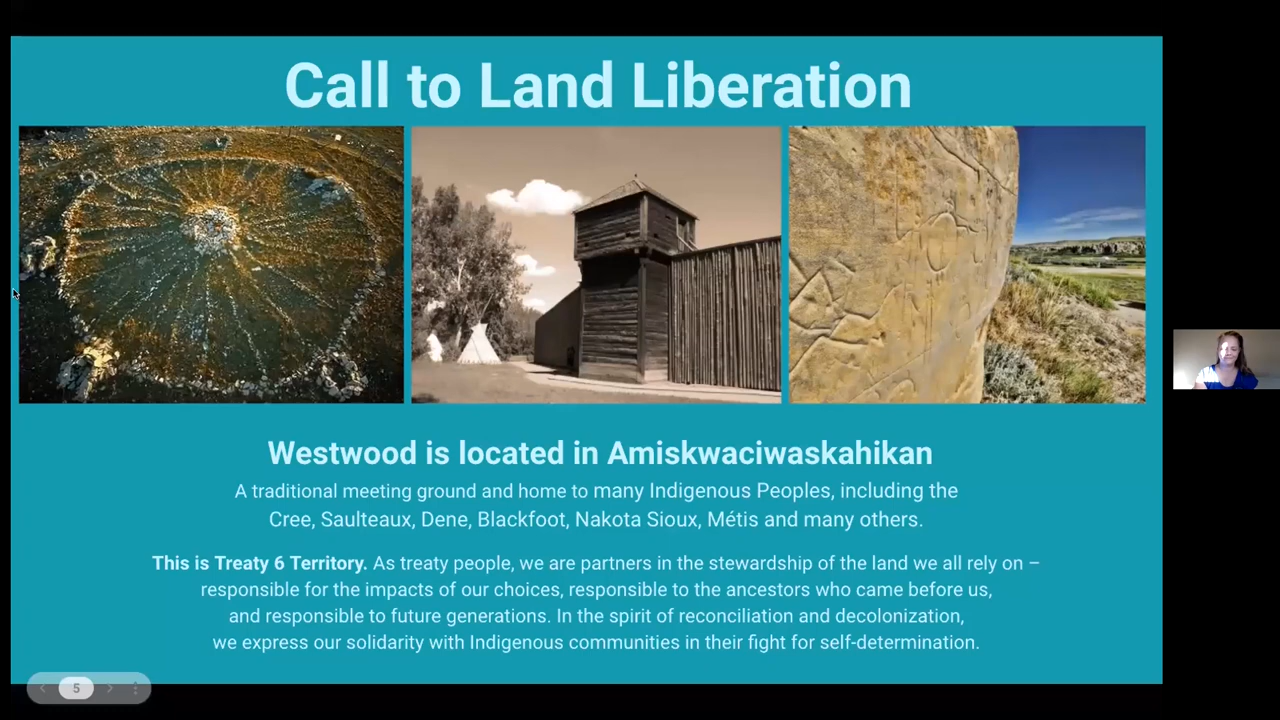 Call to Land Liberation
Westwood is located in Amiskwaciwaskahikan
A traditional meeting ground and home to many Indigenous Peoples, including the
Cree, Saulteaux, Dene, Blackfoot, Nakota Sioux, Métis and many others.
This is Treaty 6 Territory. As treaty people, we are partners in the stewardship of the land we all rely on –
responsible for the impacts of our choices, responsible to the ancestors who came before us,
and responsible to future generations. In the spirit of reconciliation and decolonization,
we express our solidarity with Indigenous communities in their fight for self-determination.
5